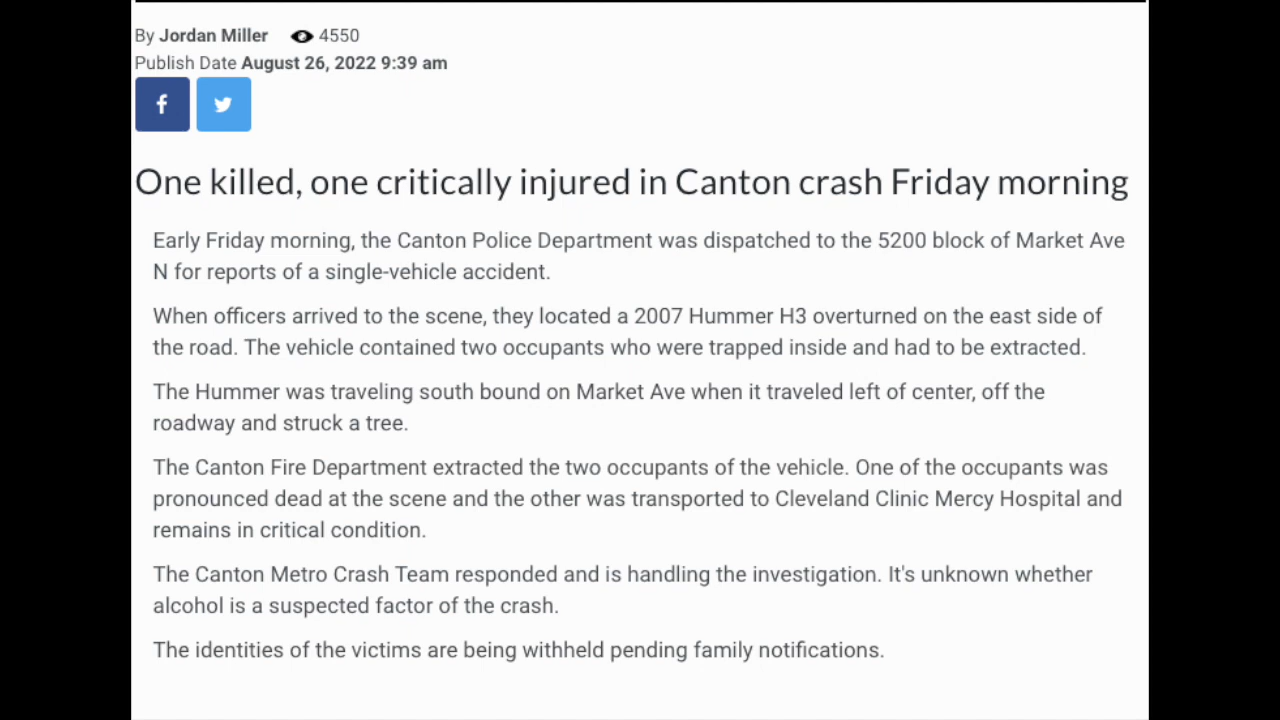 By Jordan Miller 4550
Publish Date August 26, 2022 9:39 am
f
One killed, one critically injured in Canton crash Friday morning
Early Friday morning, the Canton Police Department was dispatched to the 5200 block of Market Ave
N for reports of a single-vehicle accident.
When officers arrived to the scene, they located a 2007 Hummer H3 overturned on the east side of
the road. The vehicle contained two occupants who were trapped inside and had to be extracted.
The Hummer was traveling south bound on Market Ave when it traveled left of center, off the
roadway and struck a tree.
The Canton Fire Department extracted the two occupants of the vehicle. One of the occupants was
pronounced dead at the scene and the other was transported to Cleveland Clinic Mercy Hospital and
remains in critical condition.
The Canton Metro Crash Team responded and is handling the investigation. It's unknown whether
alcohol is a suspected factor of the crash.
The identities of the victims are being withheld pending family notifications.